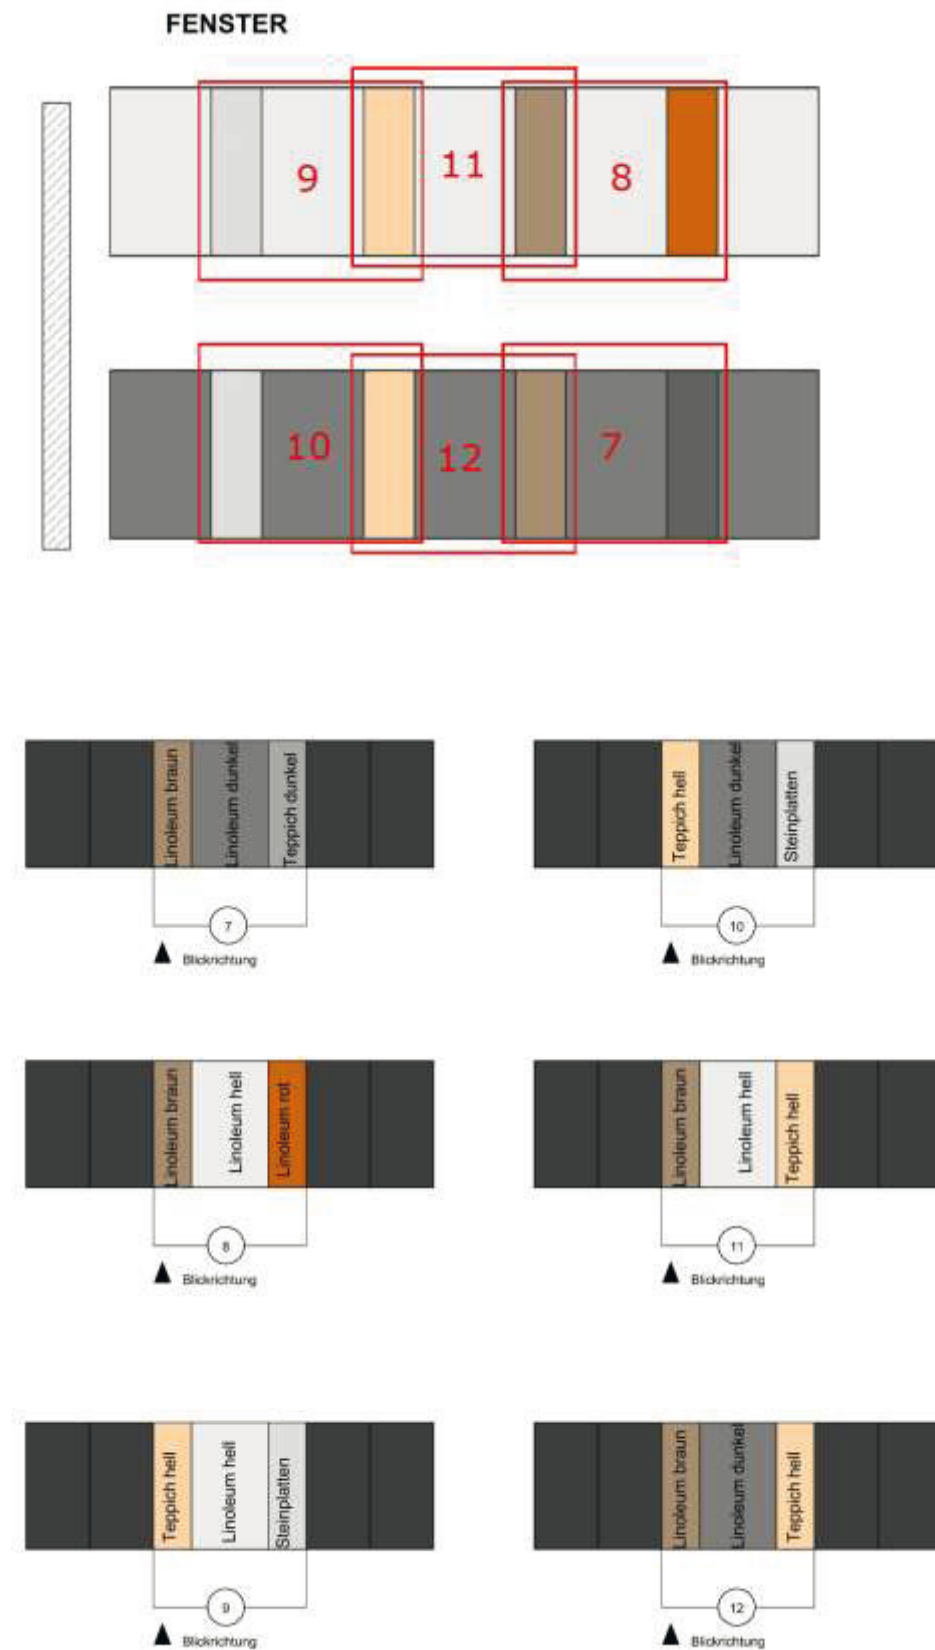 FENSTER
9
11
8
10
12
7
Linoleum braun
Linoleum dunkel
Teppich dunkel
7
Blickrichtung
Teppich hell
Linoleum dunkel
Steinplatten
10
Blickrichtung
Linoleum braun
Linoleum hell
Linoleum rot
8
Blickrichtung
Linoleum braun
Linoleum hell
Teppich hell
11
Blickrichtung
Teppich hell
Linoleum hell
Steinplatten
9
Blickrichtung
Linoleum braun
Linoleum dunkel
Teppich hell
12
Blickrichtung